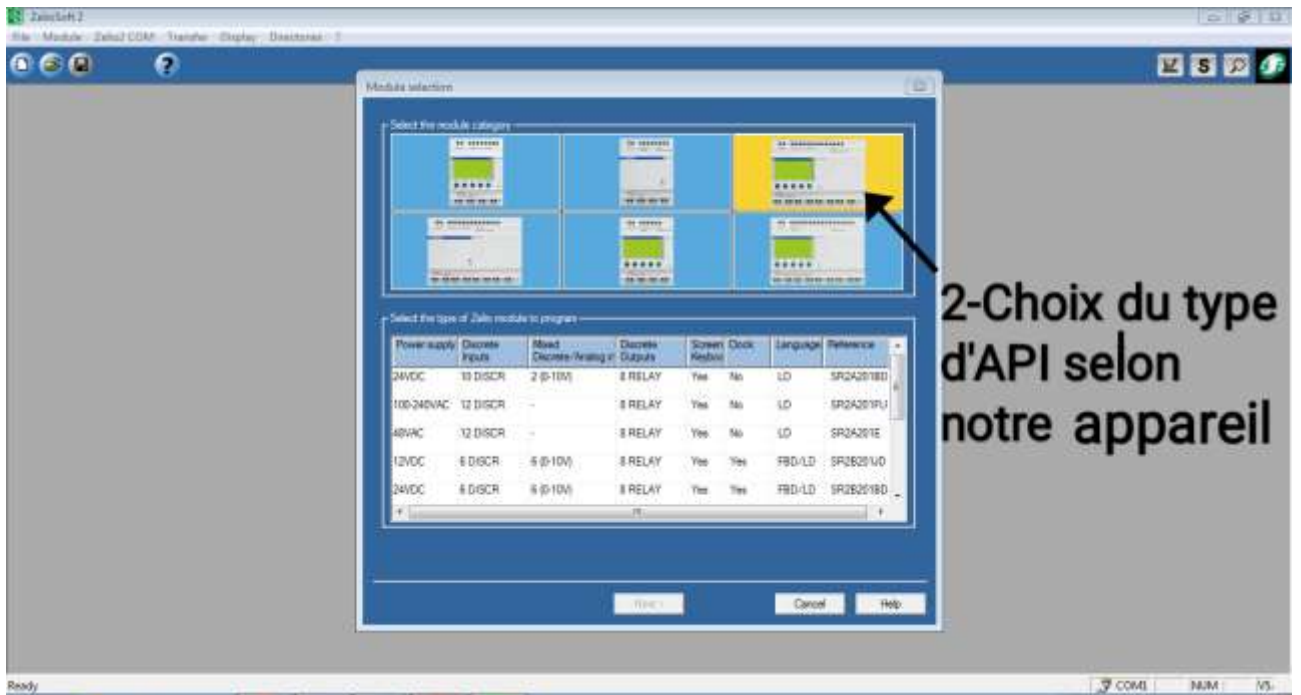 ZelioSoft 2
File Module Zelio2 COM Transfer Display Directories ?
Module selection
Select the module category
Select the type of Zelio module to program
Power supply Discrete Inputs Mixed Discrete/Analog Discrete Outputs Screen Clock Language Reference
24VDC 10 DISCR 2 (0-10V) 8 RELAY Yes No LD SR2A201BD
100-240VAC 12 DISCR - 8 RELAY Yes No LD
12 DISCR - 8 RELAY Yes No LD SR2A201E
12VDC 6 DISCR 6 (0-10V) 8 RELAY Yes Yes FBD/LD SR2B201JD
24VDC 6 DISCR 6 (0-10V) 8 RELAY Yes Yes FBD/LD SR2B201BD
Next >
Cancel
Help
2-Choix du type
d'API selon
notre appareil
Ready
COM1 NUM